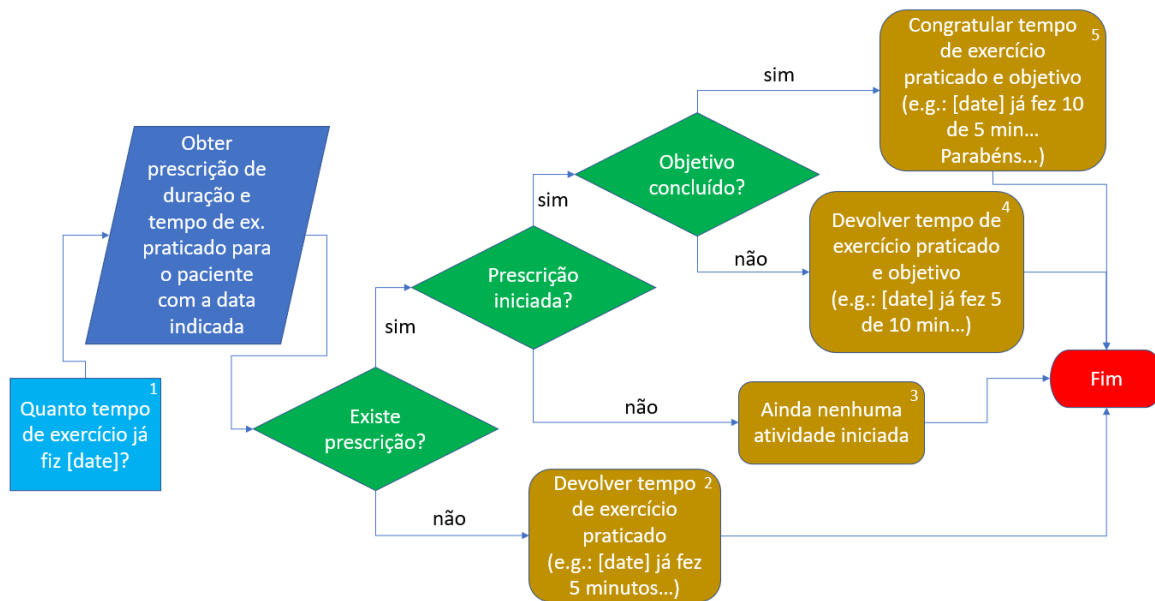 1
Quanto tempo
de exercício já
fiz [date]?
Obter
prescrição de
duração e
tempo de ex.
praticado para
o paciente
com a data
indicada
Existe
prescrição?
sim
não
Devolver tempo 2
de exercício
praticado
(e.g.: [date] já fez
5 minutos...)
Prescrição
iniciada?
sim
não
3
Ainda nenhuma
atividade iniciada
Objetivo
concluído?
sim
não
4
Devolver tempo de
exercício praticado
e objetivo
(e.g.: [date] já fez 5
de 10 min...)
Congratular tempo 5
de exercício
praticado e objetivo
(e.g.: [date] já fez 10
de 5 min...
Parabéns...)
Fim